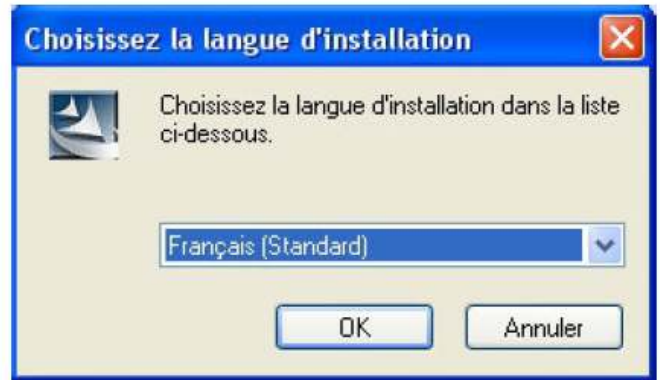 Choisissez la langue d'installation
Choisissez la langue d'installation dans la liste
ci-dessous.
Français (Standard)
OK
Annuler